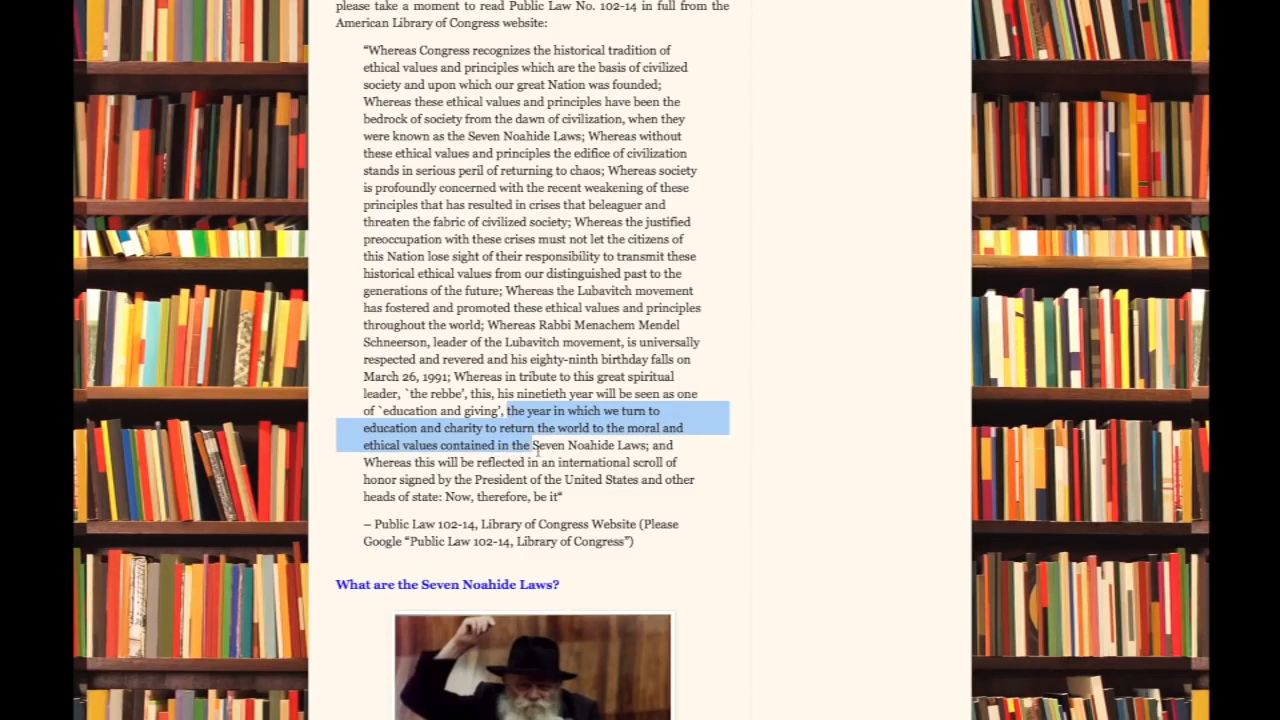 please take a moment to read Public Law No. 102-14 in full from the
American Library of Congress website:
“Whereas Congress recognizes the historical tradition of
ethical values and principles which are the basis of civilized
society and upon which our great Nation was founded;
Whereas these ethical values and principles have been the
bedrock of society from the dawn of civilization, when they
were known as the Seven Noahide Laws; Whereas without
these ethical values and principles the edifice of civilization
stands in serious peril of returning to chaos; Whereas society
is profoundly concerned with the recent weakening of these
principles that has resulted in crises that beleaguer and
threaten the fabric of civilized society; Whereas the justified
preoccupation with these crises must not let the citizens of
this Nation lose sight of their responsibility to transmit these
historical ethical values from our distinguished past to the
generations of the future; Whereas the Lubavitch movement
has fostered and promoted these ethical values and principles
throughout the world; Whereas Rabbi Menachem Mendel
Schneerson, leader of the Lubavitch movement, is universally
respected and revered and his eighty-ninth birthday falls on
March 26, 1991; Whereas in tribute to this great spiritual
leader, `the rebbe’, this, his ninetieth year will be seen as one
of `education and giving’, the year in which we turn to
education and charity to return the world to the moral and
ethical values contained in the Seven Noahide Laws; and
Whereas this will be reflected in an international scroll of
honor signed by the President of the United States and other
heads of state: Now, therefore, be it“
– Public Law 102-14, Library of Congress Website (Please
Google “Public Law 102-14, Library of Congress”)
What are the Seven Noahide Laws?